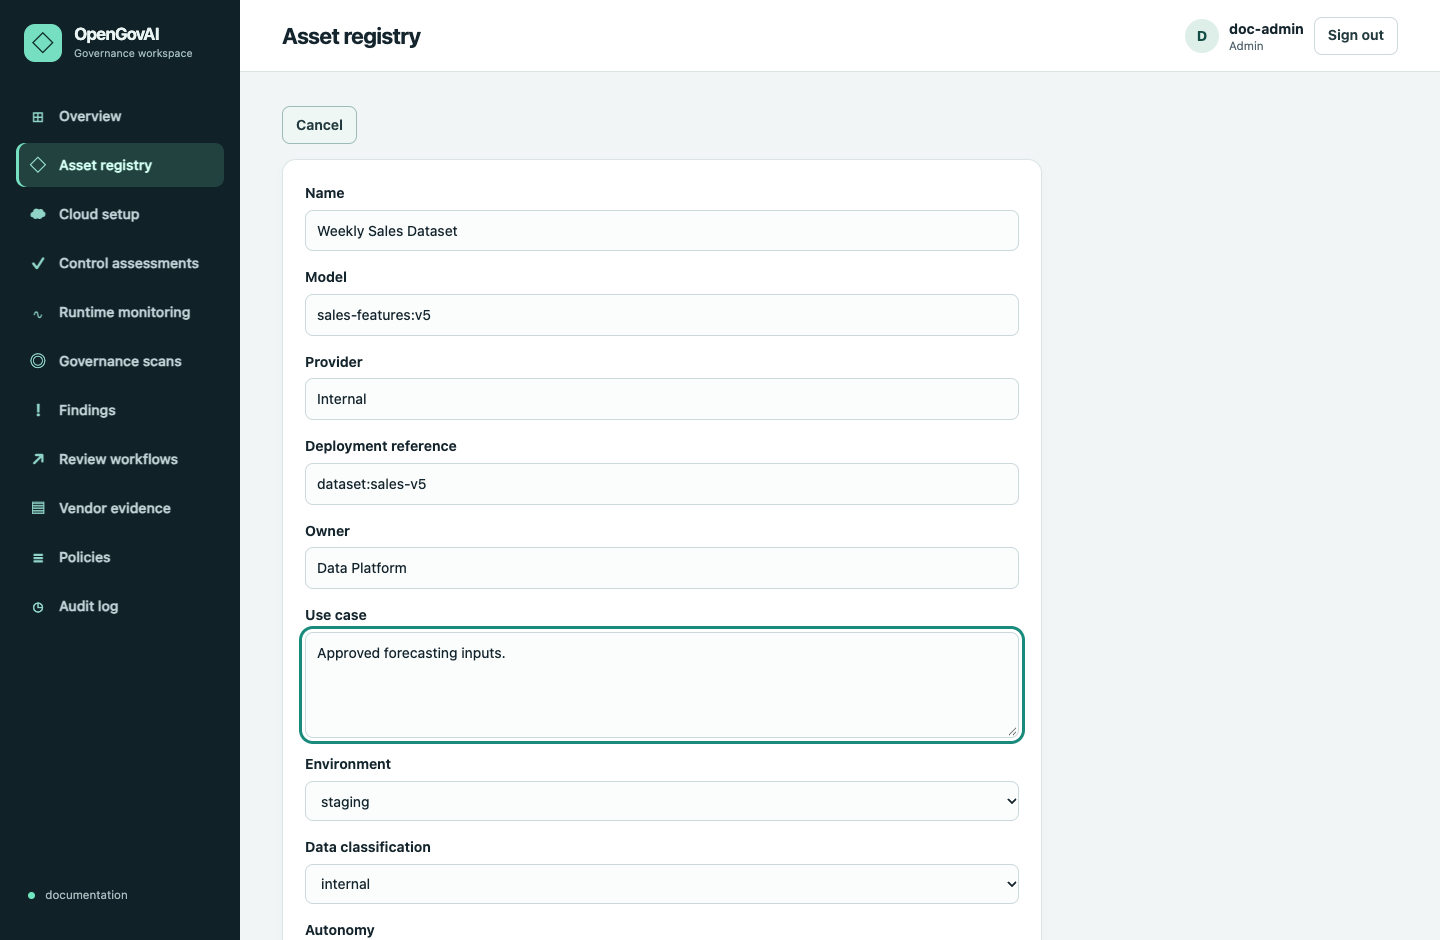 OpenGovAI
Governance workspace
Overview
Asset registry
Cloud setup
Control assessments
Runtime monitoring
Governance scans
Findings
Review workflows
Vendor evidence
Policies
Audit log
documentation
Asset registry
D
doc-admin
Admin
Sign out
Cancel
Name
Weekly Sales Dataset
Model
sales-features:v5
Provider
Internal
Deployment reference
dataset:sales-v5
Owner
Data Platform
Use case
Approved forecasting inputs.
Environment
staging
Data classification
internal
Autonomy